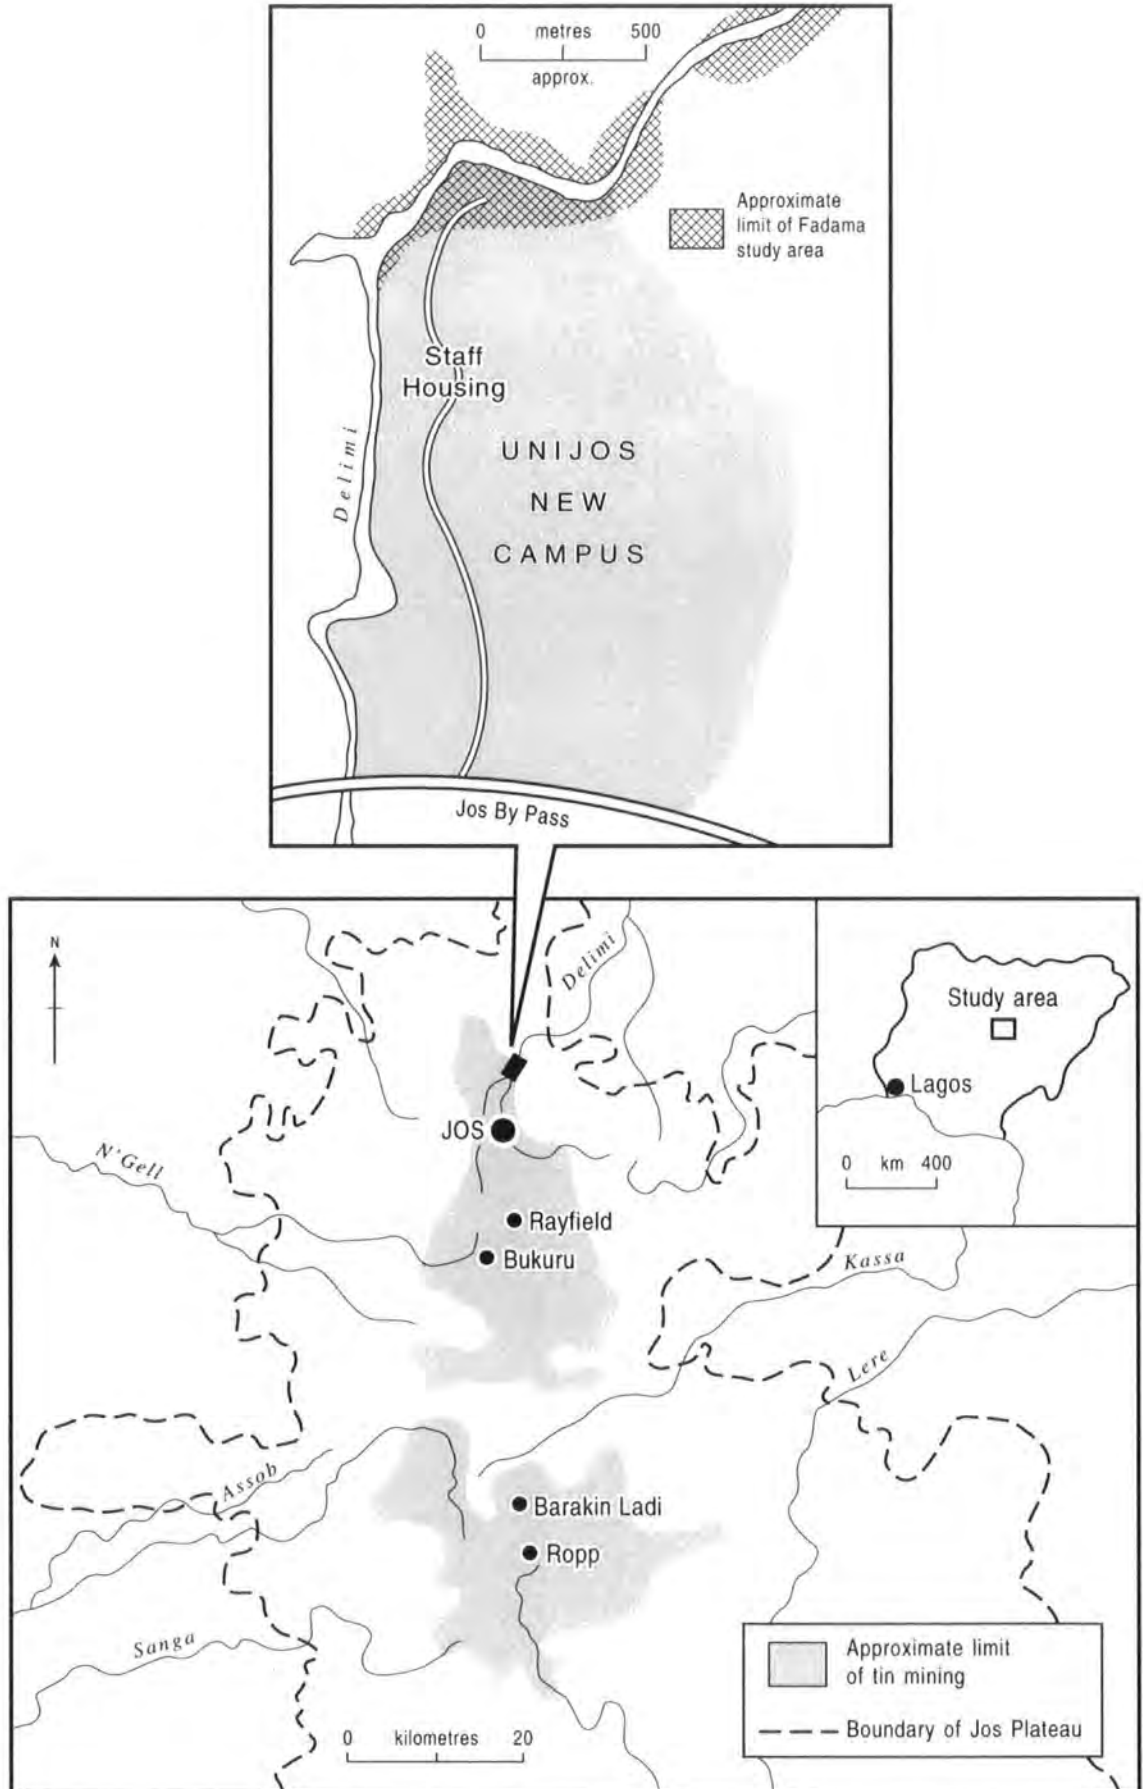 0 metres 500
approx.
Approximate
limit of Fadama
study area
Staff
Housing
Delimi
UNIJOS
NEW
CAMPUS
Jos By Pass
N
Delimi
Study area
Lagos
0 km 400
JOS
N'Gell
Rayfield
Bukuru
Kassa
Lere
Assob
Barakin Ladi
Ropp
Sanga
Approximate limit
of tin mining
Boundary of Jos Plateau
0 kilometres 20